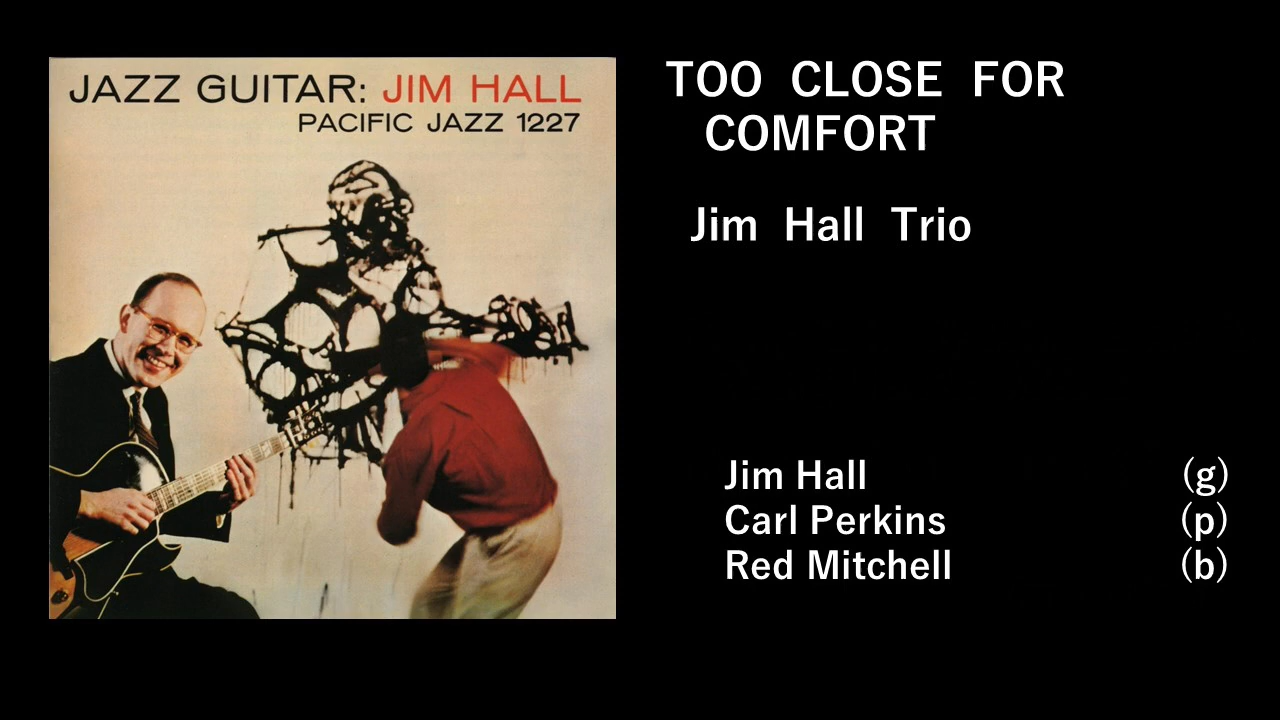 JAZZ GUITAR: JIM HALL
PACIFIC JAZZ 1227
TOO CLOSE FOR
COMFORT
Jim Hall Trio
Jim Hall (g)
Carl Perkins (p)
Red Mitchell (b)